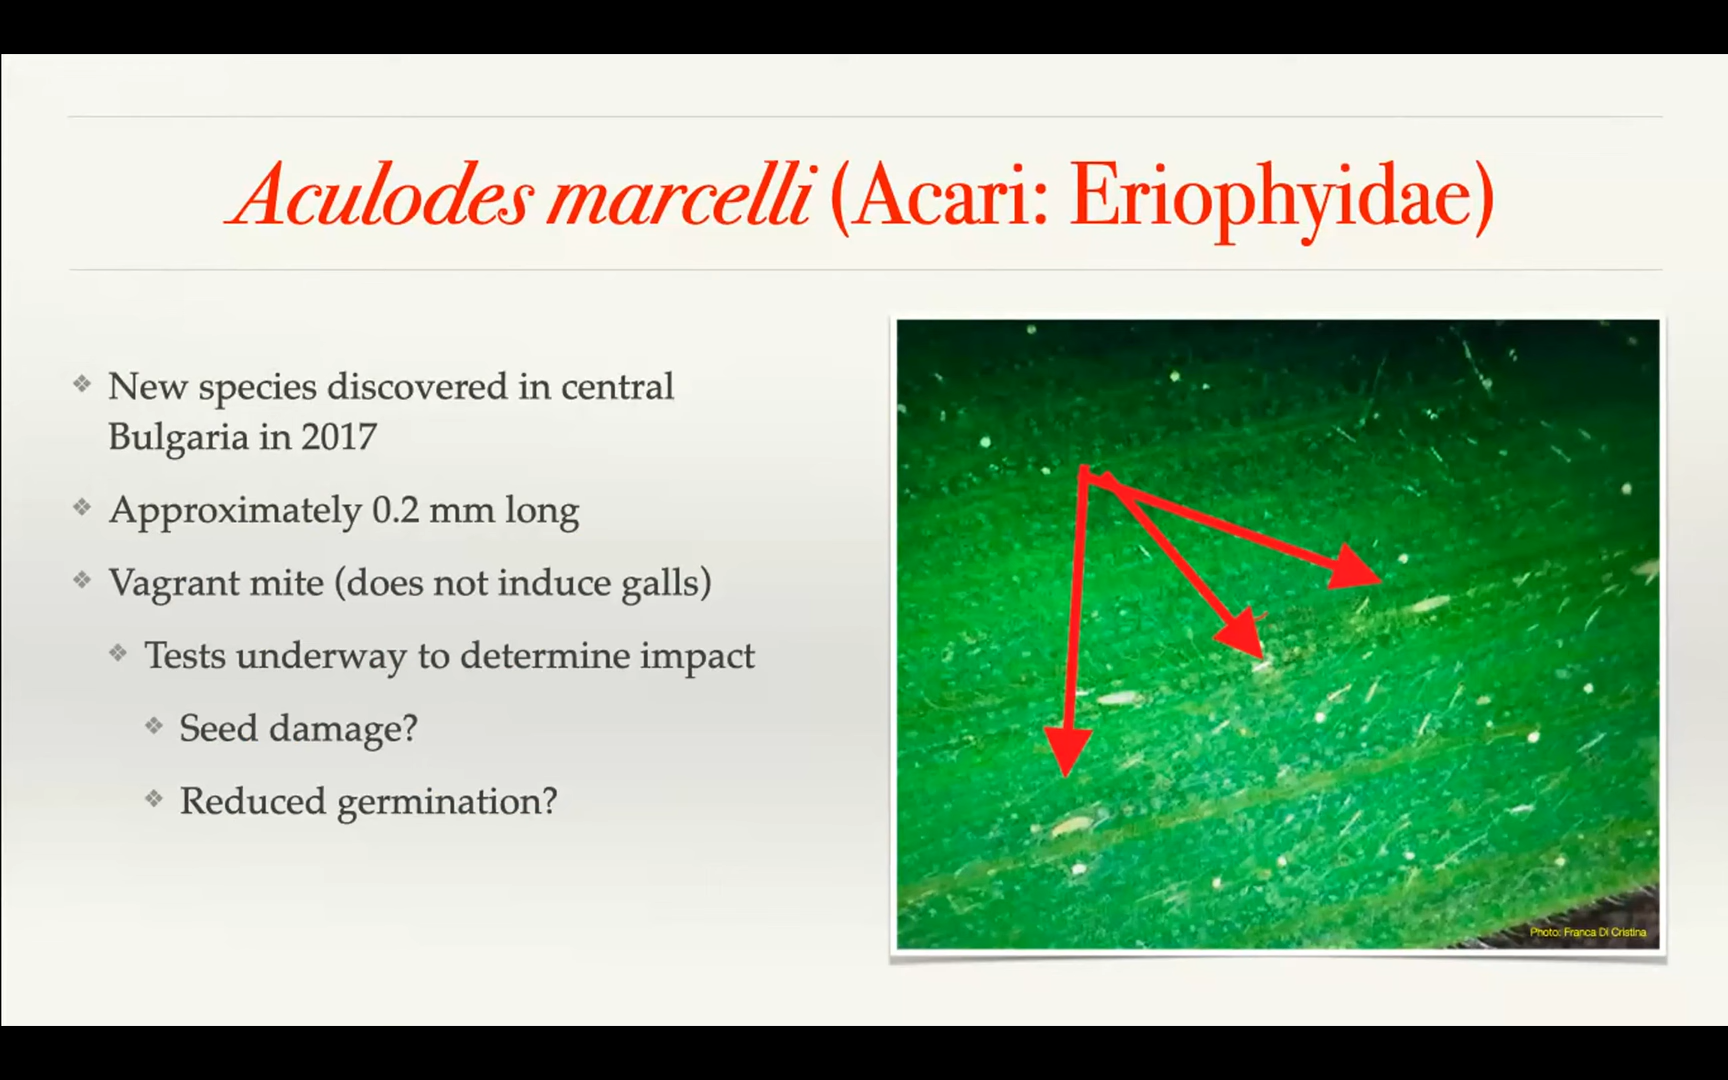 Aculodes marcelli (Acari: Eriophyidae)
New species discovered in central
Bulgaria in 2017
Approximately 0.2 mm long
Vagrant mite (does not induce galls)
Tests underway to determine impact
Seed damage?
Reduced germination?
Photo: Franca Di Cristina